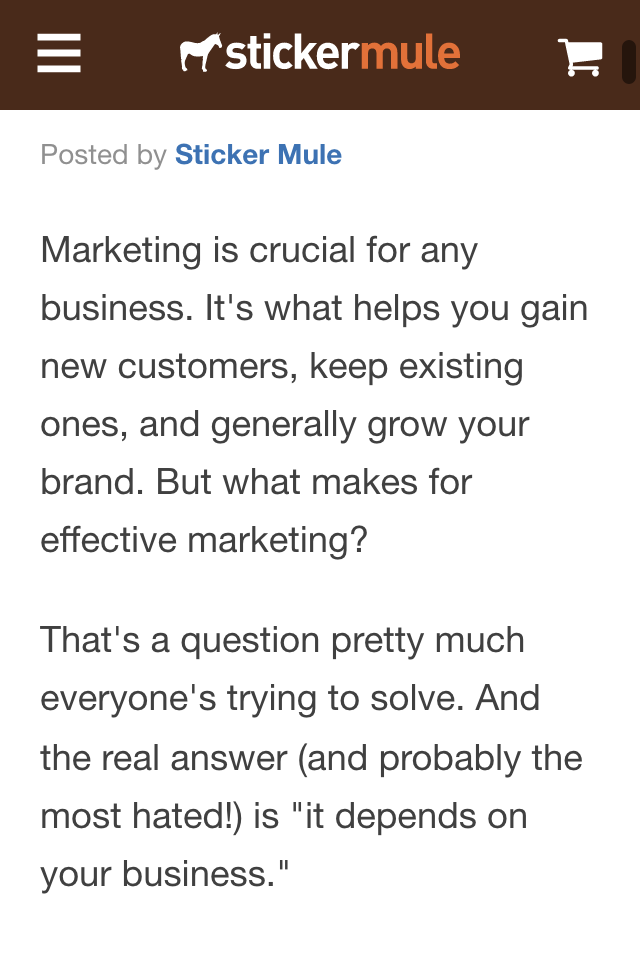 stickermule
Posted by Sticker Mule
Marketing is crucial for any
business. It's what helps you gain
new customers, keep existing
ones, and generally grow your
brand. But what makes for
effective marketing?
That's a question pretty much
everyone's trying to solve. And
the real answer (and probably the
most hated!) is "it depends on
your business."